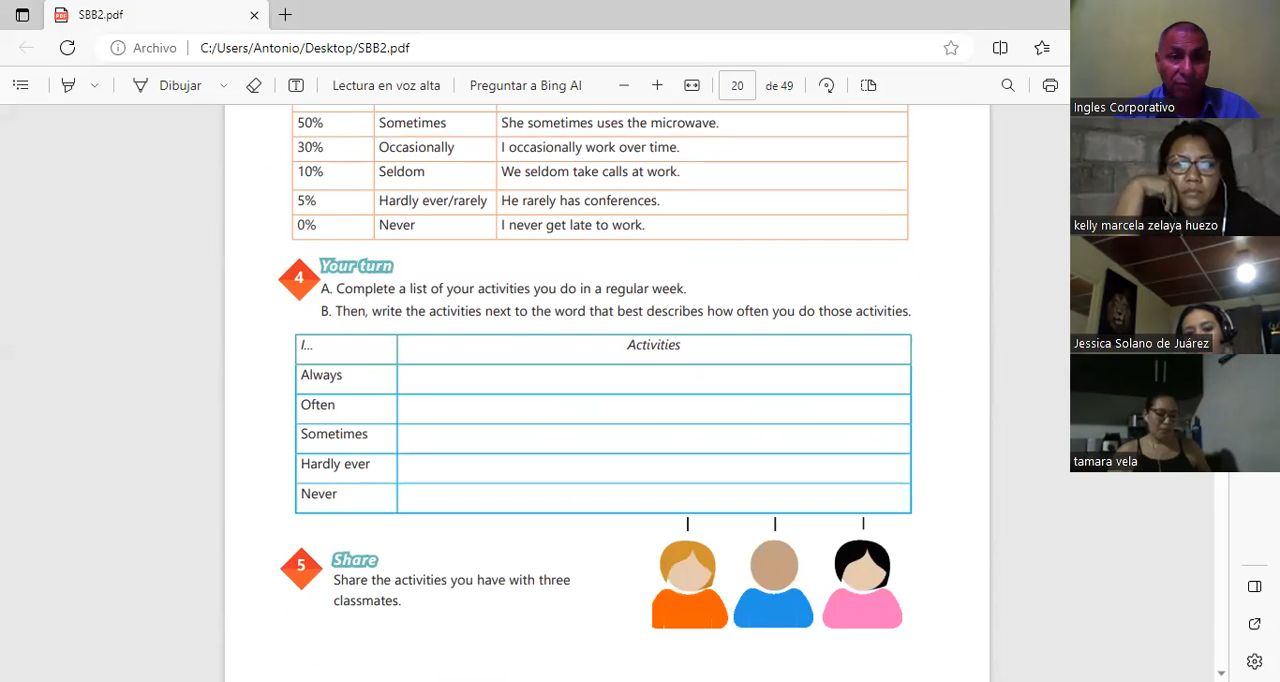 SBB2.pdf
Archivo C:/Users/Antonio/Desktop/SBB2.pdf
Dibujar Lectura en voz alta Preguntar a Bing AI 20 de 49
50% Sometimes She sometimes uses the microwave.
30% Occasionally I occasionally work over time.
10% Seldom We seldom take calls at work.
5% Hardly ever/rarely He rarely has conferences.
0% Never I never get late to work.
4 Your turn
A. Complete a list of your activities you do in a regular week.
B. Then, write the activities next to the word that best describes how often you do those activities.
I... Activities
Always
Often
Sometimes
Hardly ever
Never
5 Share
Share the activities you have with three
classmates.
Ingles Corporativo
kelly marcela zelaya huezo
Jessica Solano de Juárez
tamara vela